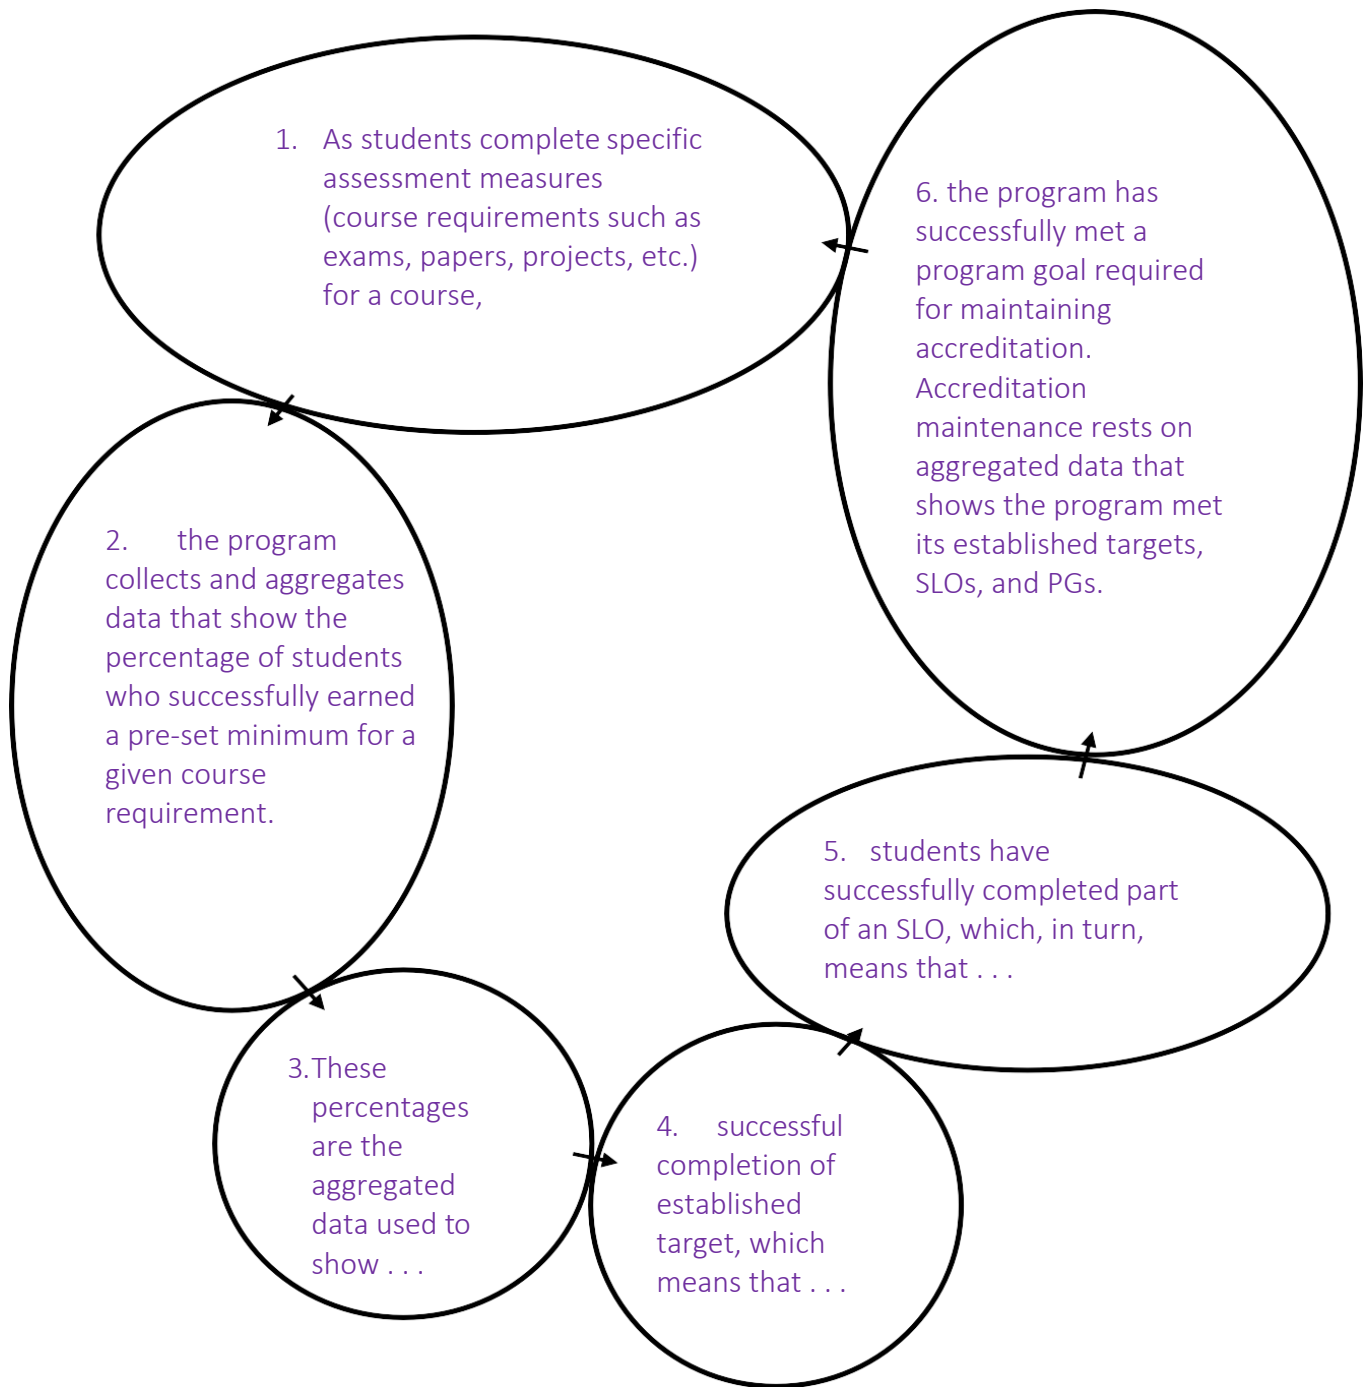 1. As students complete specific
assessment measures
(course requirements such as
exams, papers, projects, etc.)
for a course,
2. the program
collects and aggregates
data that show the
percentage of students
who successfully earned
a pre-set minimum for a
given course
requirement.
3.These
percentages
are the
aggregated
data used to
show . . .
4. successful
completion of
established
target, which
means that . . .
5. students have
successfully completed part
of an SLO, which, in turn,
means that . . .
6. the program has
successfully met a
program goal required
for maintaining
accreditation.
Accreditation
maintenance rests on
aggregated data that
shows the program met
its established targets,
SLOs, and PGs.